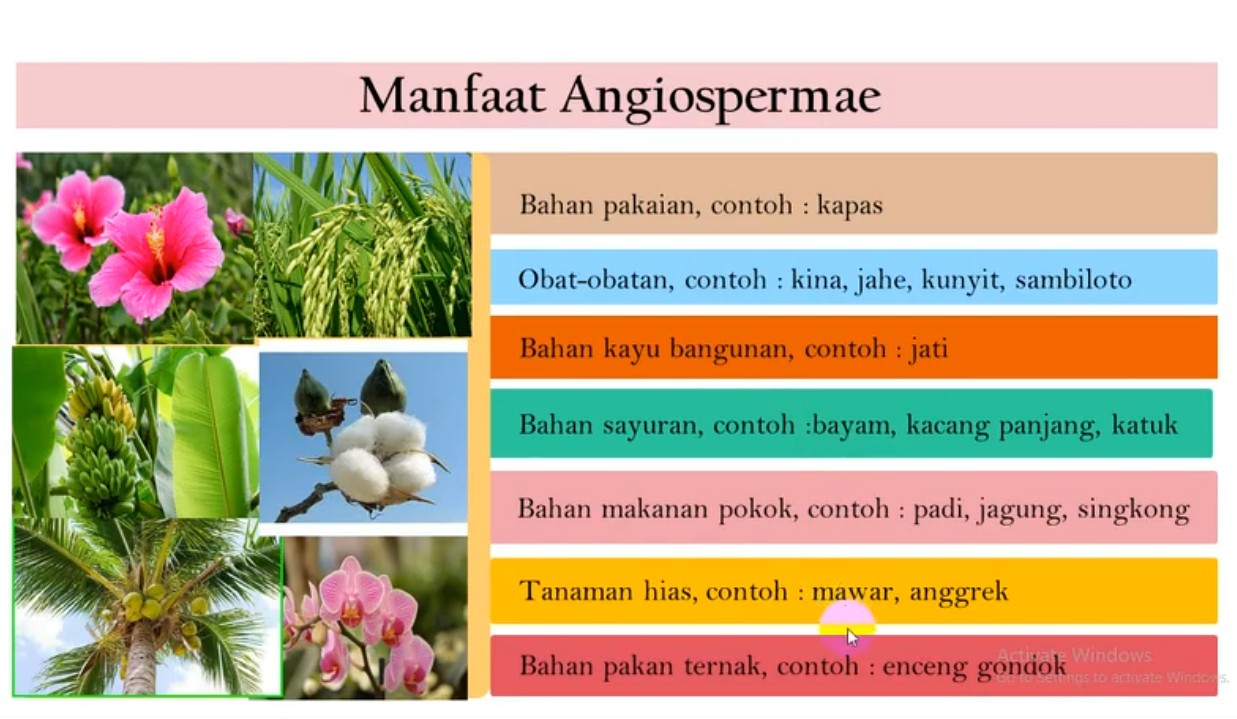 Manfaat Angiospermae
Bahan pakaian, contoh : kapas
Obat-obatan, contoh : kina, jahe, kunyit, sambiloto
Bahan kayu bangunan, contoh : jati
Bahan sayuran, contoh :bayam, kacang panjang, katuk
Bahan makanan pokok, contoh : padi, jagung, singkong
Tanaman hias, contoh : mawar, anggrek
Bahan pakan ternak, contoh : enceng gondok
Activate Windows
Go to Settings to activate Windows.